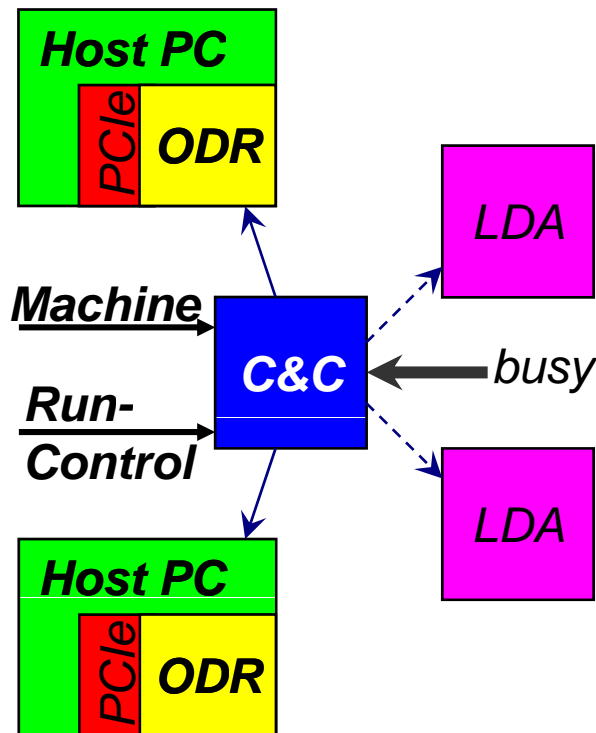 Host PC
PCIe
ODR
LDA
Machine
C&C
busy
Run-
Control
LDA
Host PC
PCIe
ODR